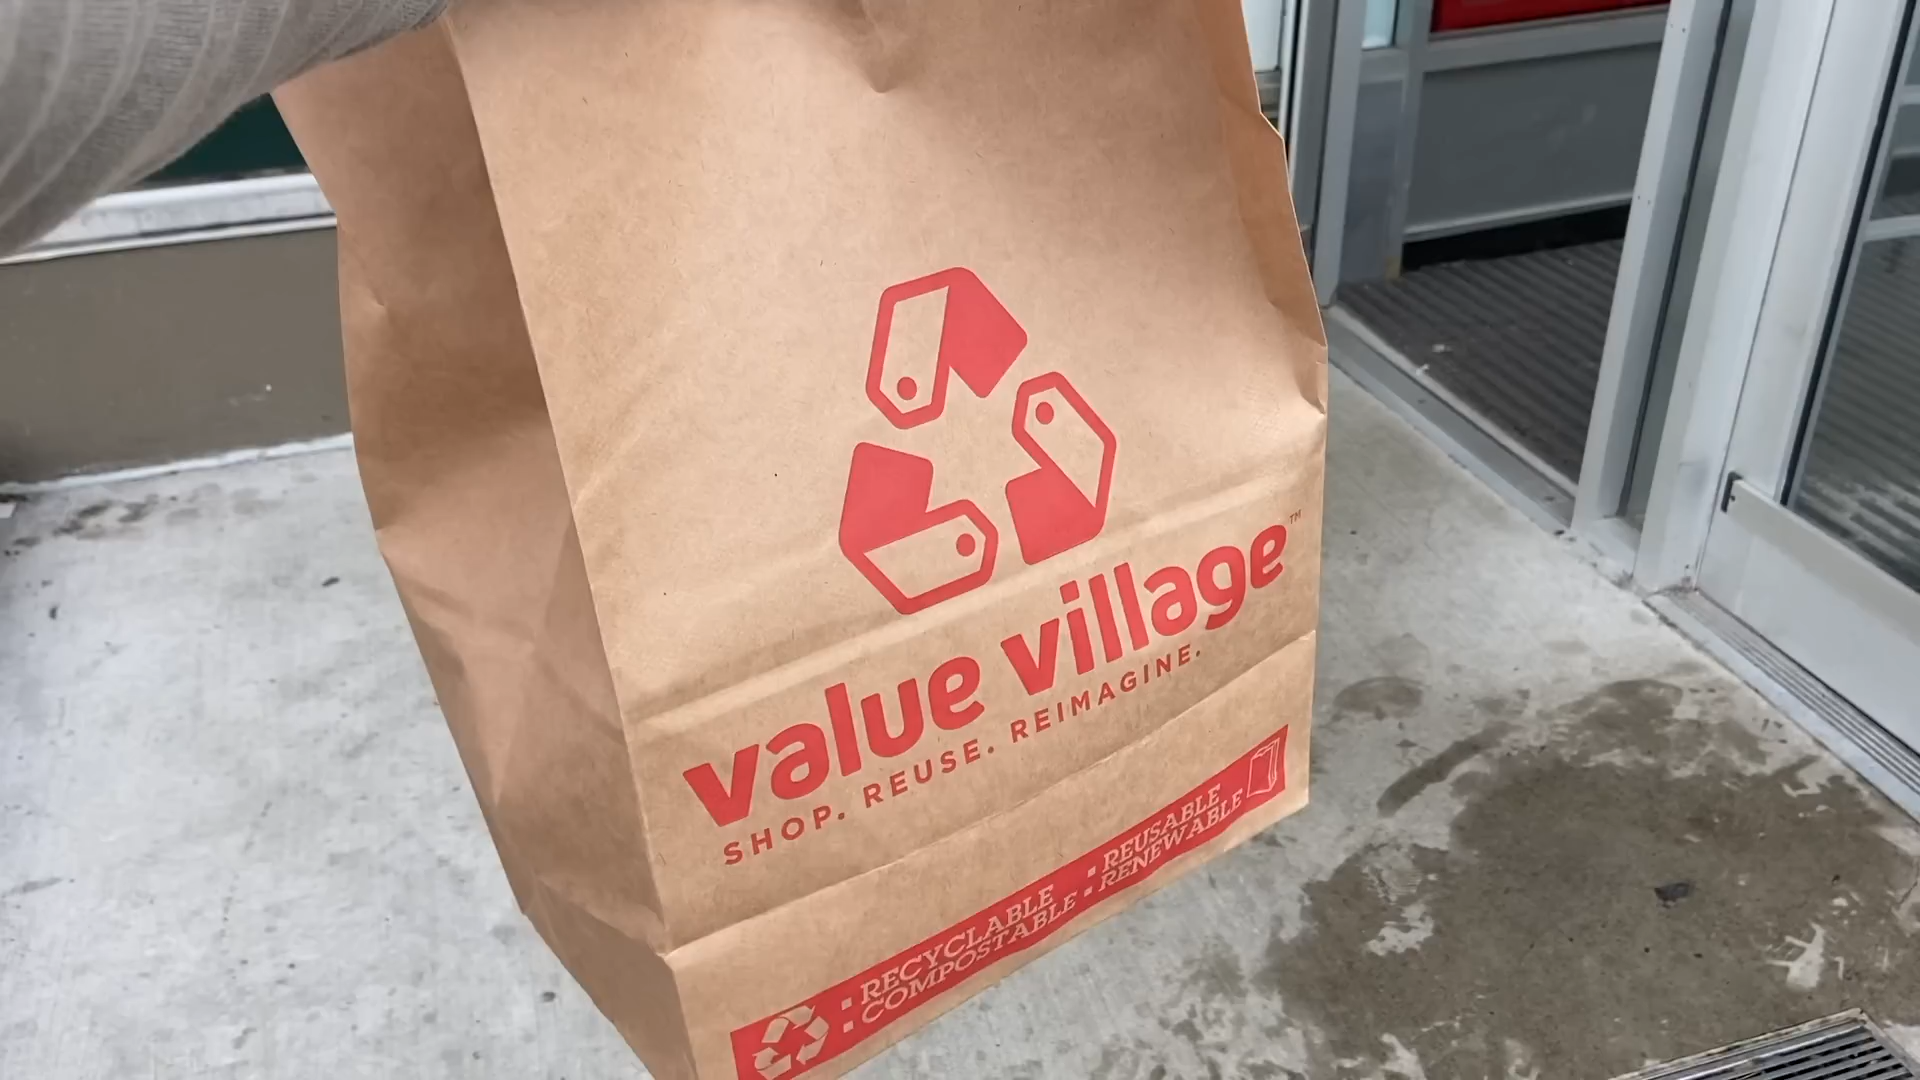 value village™
SHOP. REUSE. REIMAGINE.
RECYCLABLE
COMPOSTABLE
REUSABLE
RENEWABLE